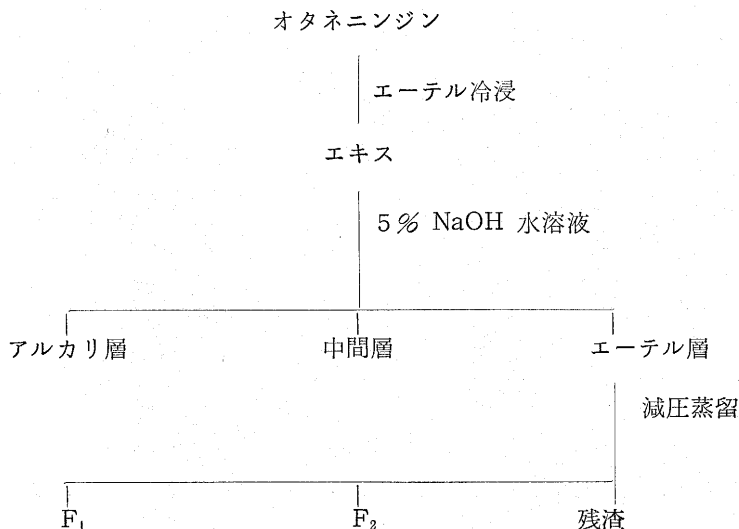 オタネニンジン
エーテル冷浸
エキス
5% NaOH 水溶液
アルカリ層 中間層 エーテル層
減圧蒸留
F₁ F₂ 残渣